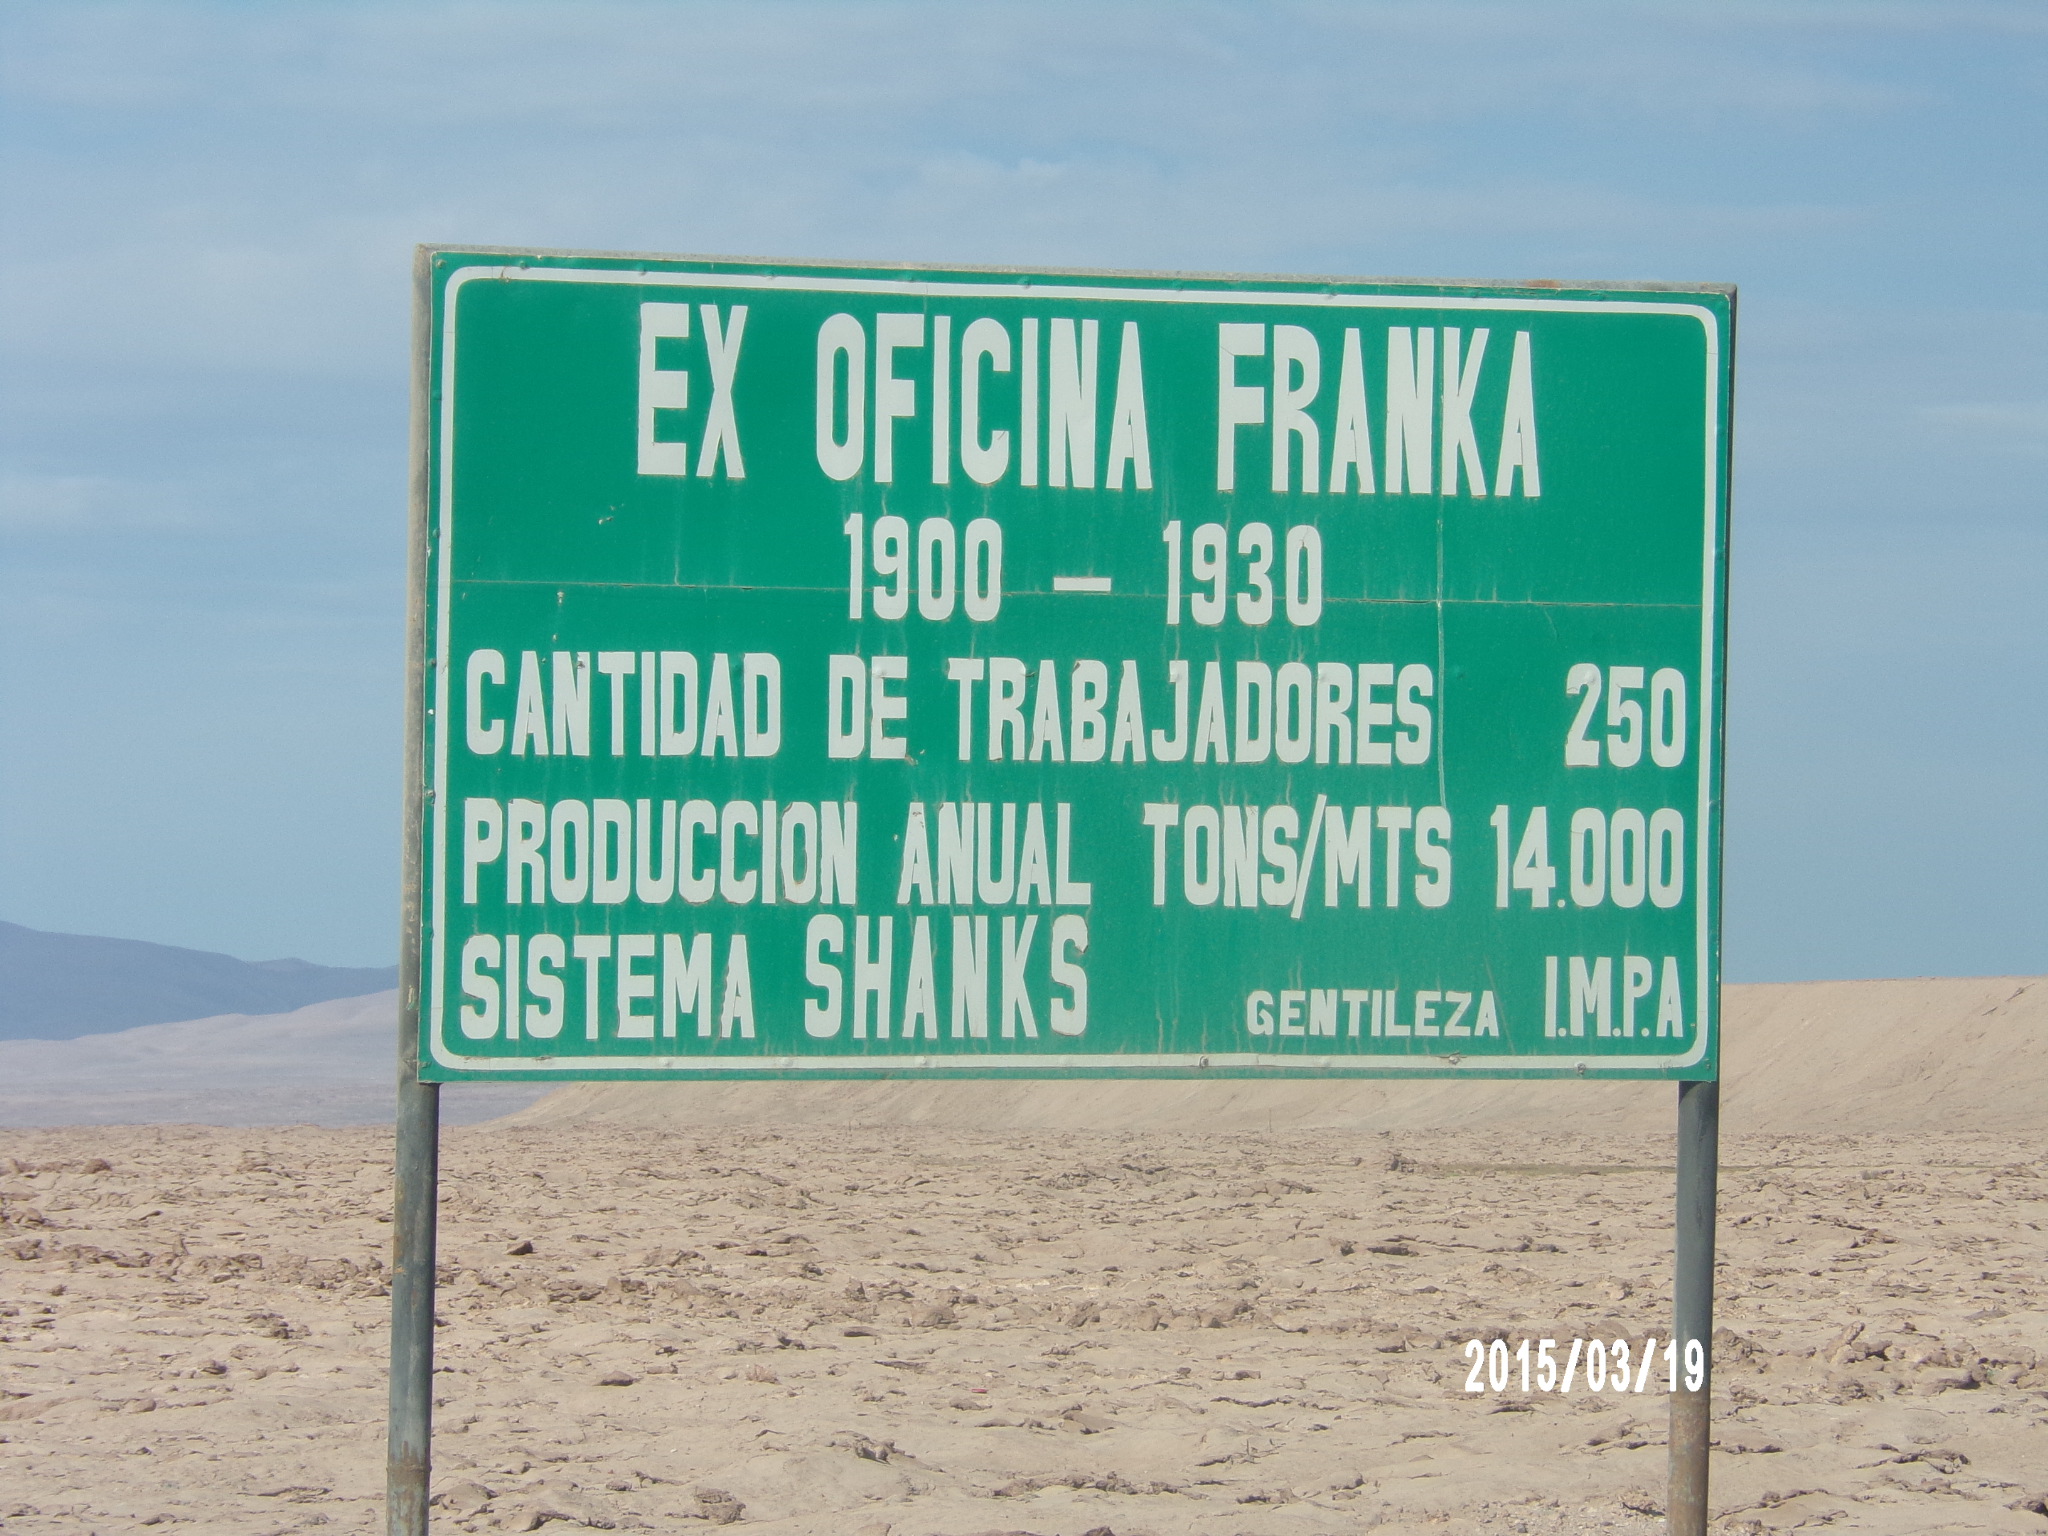 EX OFICINA FRANKA
1900 – 1930
CANTIDAD DE TRABAJADORES 250
PRODUCCION ANUAL TONS/MTS 14.000
SISTEMA SHANKS GENTILEZA I.M.P.A
2015/03/19